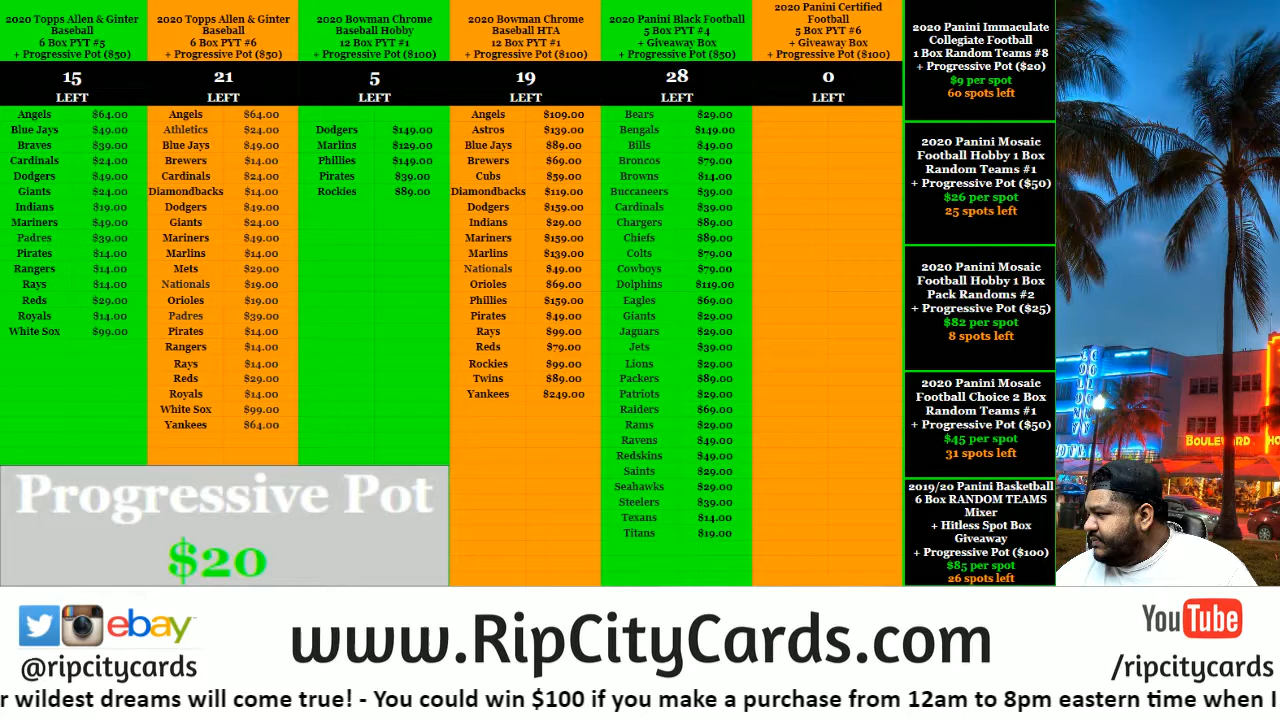 2020 Topps Allen & Ginter
Baseball
6 Box PYT #5
+ Progressive Pot ($50)
15
LEFT
Angels $64.00
Blue Jays $49.00
Braves $39.00
Cardinals $24.00
Dodgers $49.00
Giants $24.00
Indians $19.00
Mariners $49.00
Padres $39.00
Pirates $14.00
Rangers $14.00
Rays $14.00
Reds $29.00
Royals $14.00
White Sox $99.00
2020 Topps Allen & Ginter
Baseball
6 Box PYT #6
+ Progressive Pot ($50)
21
LEFT
Angels $64.00
Athletics $24.00
Blue Jays $49.00
Brewers $14.00
Cardinals $24.00
Diamondbacks $14.00
Dodgers $49.00
Giants $24.00
Mariners $49.00
Marlins $14.00
Mets $29.00
Nationals $19.00
Orioles $19.00
Padres $39.00
Pirates $14.00
Rangers $14.00
Rays $14.00
Reds $29.00
Royals $14.00
White Sox $99.00
Yankees $64.00
2020 Bowman Chrome
Baseball Hobby
12 Box PYT #1
+ Progressive Pot ($100)
5
LEFT
Dodgers $149.00
Marlins $129.00
Phillies $149.00
Pirates $39.00
Rockies $89.00
2020 Bowman Chrome
Baseball HTA
12 Box PYT #1
+ Progressive Pot ($100)
19
LEFT
Angels $109.00
Astros $139.00
Blue Jays $89.00
Brewers $69.00
Cubs $59.00
Diamondbacks $119.00
Dodgers $159.00
Indians $29.00
Mariners $159.00
Marlins $139.00
Nationals $49.00
Orioles $69.00
Phillies $159.00
Pirates $49.00
Rays $99.00
Reds $79.00
Rockies $99.00
Twins $89.00
Yankees $249.00
2020 Panini Black Football
5 Box PYT #4
+ Giveaway Box
+ Progressive Pot ($50)
28
LEFT
Bears $29.00
Bengals $149.00
Bills $49.00
Broncos $79.00
Browns $14.00
Buccaneers $39.00
Cardinals $39.00
Chargers $89.00
Chiefs $89.00
Colts $79.00
Cowboys $79.00
Dolphins $119.00
Eagles $69.00
Giants $29.00
Jaguars $29.00
Jets $39.00
Lions $29.00
Packers $89.00
Patriots $29.00
Raiders $69.00
Rams $29.00
Ravens $49.00
Redskins $49.00
Saints $29.00
Seahawks $29.00
Steelers $39.00
Texans $14.00
Titans $19.00
2020 Panini Certified
Football
5 Box PYT #6
+ Giveaway Box
+ Progressive Pot ($100)
0
LEFT
2020 Panini Immaculate
Collegiate Football
1 Box Random Teams #8
+ Progressive Pot ($20)
$9 per spot
60 spots left
2020 Panini Mosaic
Football Hobby 1 Box
Random Teams #1
+ Progressive Pot ($50)
$26 per spot
25 spots left
2020 Panini Mosaic
Football Hobby 1 Box
Pack Randoms #2
+ Progressive Pot ($25)
$82 per spot
8 spots left
2020 Panini Mosaic
Football Choice 2 Box
Random Teams #1
+ Progressive Pot ($50)
$45 per spot
31 spots left
2019/20 Panini Basketball
6 Box RANDOM TEAMS
Mixer
+ Hitless Spot Box
Giveaway
+ Progressive Pot ($100)
$85 per spot
26 spots left
COLONY
HOTEL
BOULEVARD HO
Progressive Pot
$20
ebay
@ripcitycards
www.RipCityCards.com
YouTube
/ripcitycards
r wildest dreams will come true! - You could win $100 if you make a purchase from 12am to 8pm eastern time when I